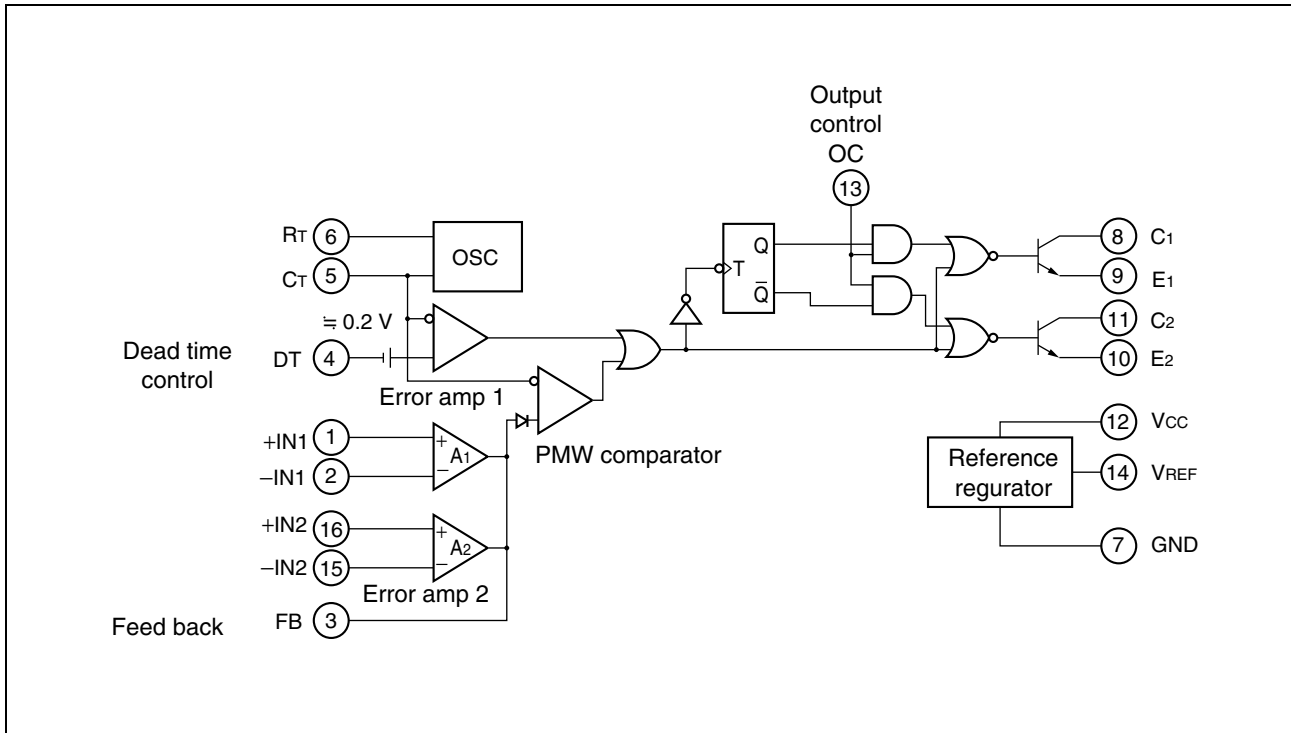 Output
control
OC
13
RT 6
CT 5
OSC
T
Q
Q̅
8 C1
9 E1
11 C2
10 E2
≒ 0.2 V
Dead time
control
DT 4
Error amp 1
PMW comparator
+IN1 1
−IN1 2
+ A1 −
+IN2 16
−IN2 15
+ A2 −
Error amp 2
Feed back
FB 3
Reference
regurator
12 VCC
14 VREF
7 GND